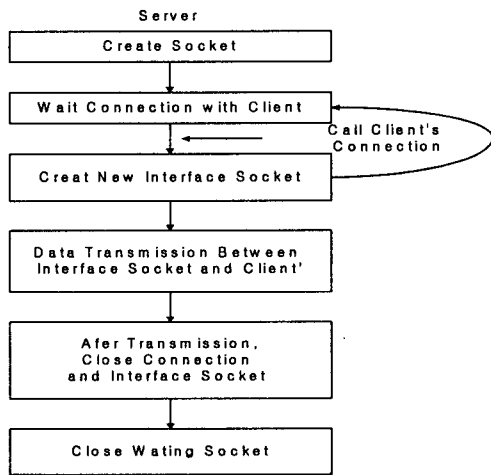 Server
Create Socket
Wait Connection with Client
Call Client's
Connection
Creat New Interface Socket
Data Transmission Between
Interface Socket and Client'
Afer Transmission,
Close Connection
and Interface Socket
Close Wating Socket